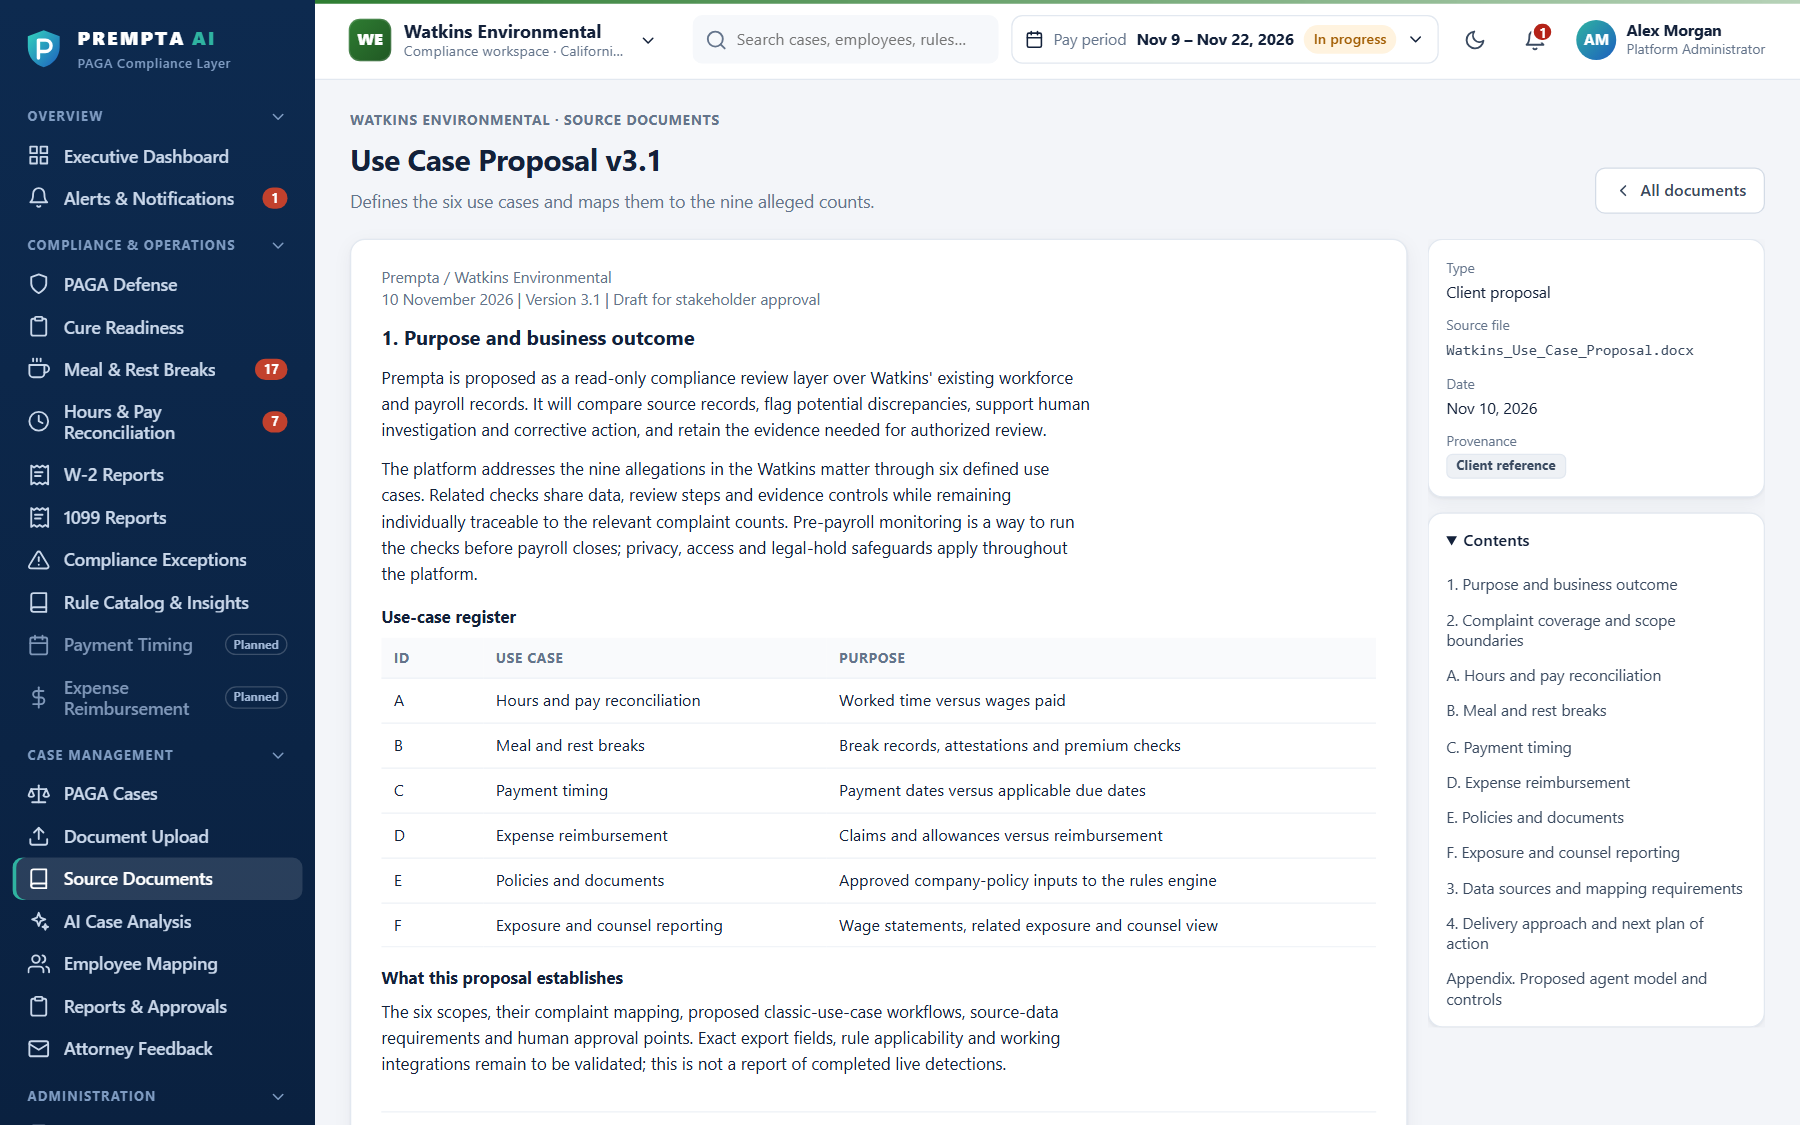 PREMPTA AI
PAGA Compliance Layer
OVERVIEW
Executive Dashboard
Alerts & Notifications
1
COMPLIANCE & OPERATIONS
PAGA Defense
Cure Readiness
Meal & Rest Breaks
17
Hours & Pay
Reconciliation
7
W-2 Reports
1099 Reports
Compliance Exceptions
Rule Catalog & Insights
Payment Timing
Planned
Expense
Reimbursement
Planned
CASE MANAGEMENT
PAGA Cases
Document Upload
Source Documents
AI Case Analysis
Employee Mapping
Reports & Approvals
Attorney Feedback
ADMINISTRATION
WE
Watkins Environmental
Compliance workspace · Californi...
Search cases, employees, rules...
Pay period Nov 9 – Nov 22, 2026 In progress
1
AM
Alex Morgan
Platform Administrator
WATKINS ENVIRONMENTAL · SOURCE DOCUMENTS
Use Case Proposal v3.1
Defines the six use cases and maps them to the nine alleged counts.
All documents
Prempta / Watkins Environmental
10 November 2026 | Version 3.1 | Draft for stakeholder approval
1. Purpose and business outcome
Prempta is proposed as a read-only compliance review layer over Watkins' existing workforce
and payroll records. It will compare source records, flag potential discrepancies, support human
investigation and corrective action, and retain the evidence needed for authorized review.
The platform addresses the nine allegations in the Watkins matter through six defined use
cases. Related checks share data, review steps and evidence controls while remaining
individually traceable to the relevant complaint counts. Pre-payroll monitoring is a way to run
the checks before payroll closes; privacy, access and legal-hold safeguards apply throughout
the platform.
Use-case register
ID USE CASE PURPOSE
A Hours and pay reconciliation Worked time versus wages paid
B Meal and rest breaks Break records, attestations and premium checks
C Payment timing Payment dates versus applicable due dates
D Expense reimbursement Claims and allowances versus reimbursement
E Policies and documents Approved company-policy inputs to the rules engine
F Exposure and counsel reporting Wage statements, related exposure and counsel view
What this proposal establishes
The six scopes, their complaint mapping, proposed classic-use-case workflows, source-data
requirements and human approval points. Exact export fields, rule applicability and working
integrations remain to be validated; this is not a report of completed live detections.
Type
Client proposal
Source file
Watkins_Use_Case_Proposal.docx
Date
Nov 10, 2026
Provenance
Client reference
Contents
1. Purpose and business outcome
2. Complaint coverage and scope
boundaries
A. Hours and pay reconciliation
B. Meal and rest breaks
C. Payment timing
D. Expense reimbursement
E. Policies and documents
F. Exposure and counsel reporting
3. Data sources and mapping requirements
4. Delivery approach and next plan of
action
Appendix. Proposed agent model and
controls